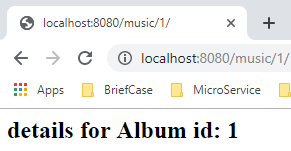 localhost:8080/music/1/
localhost:8080/music/1/
Apps BriefCase MicroService
details for Album id: 1